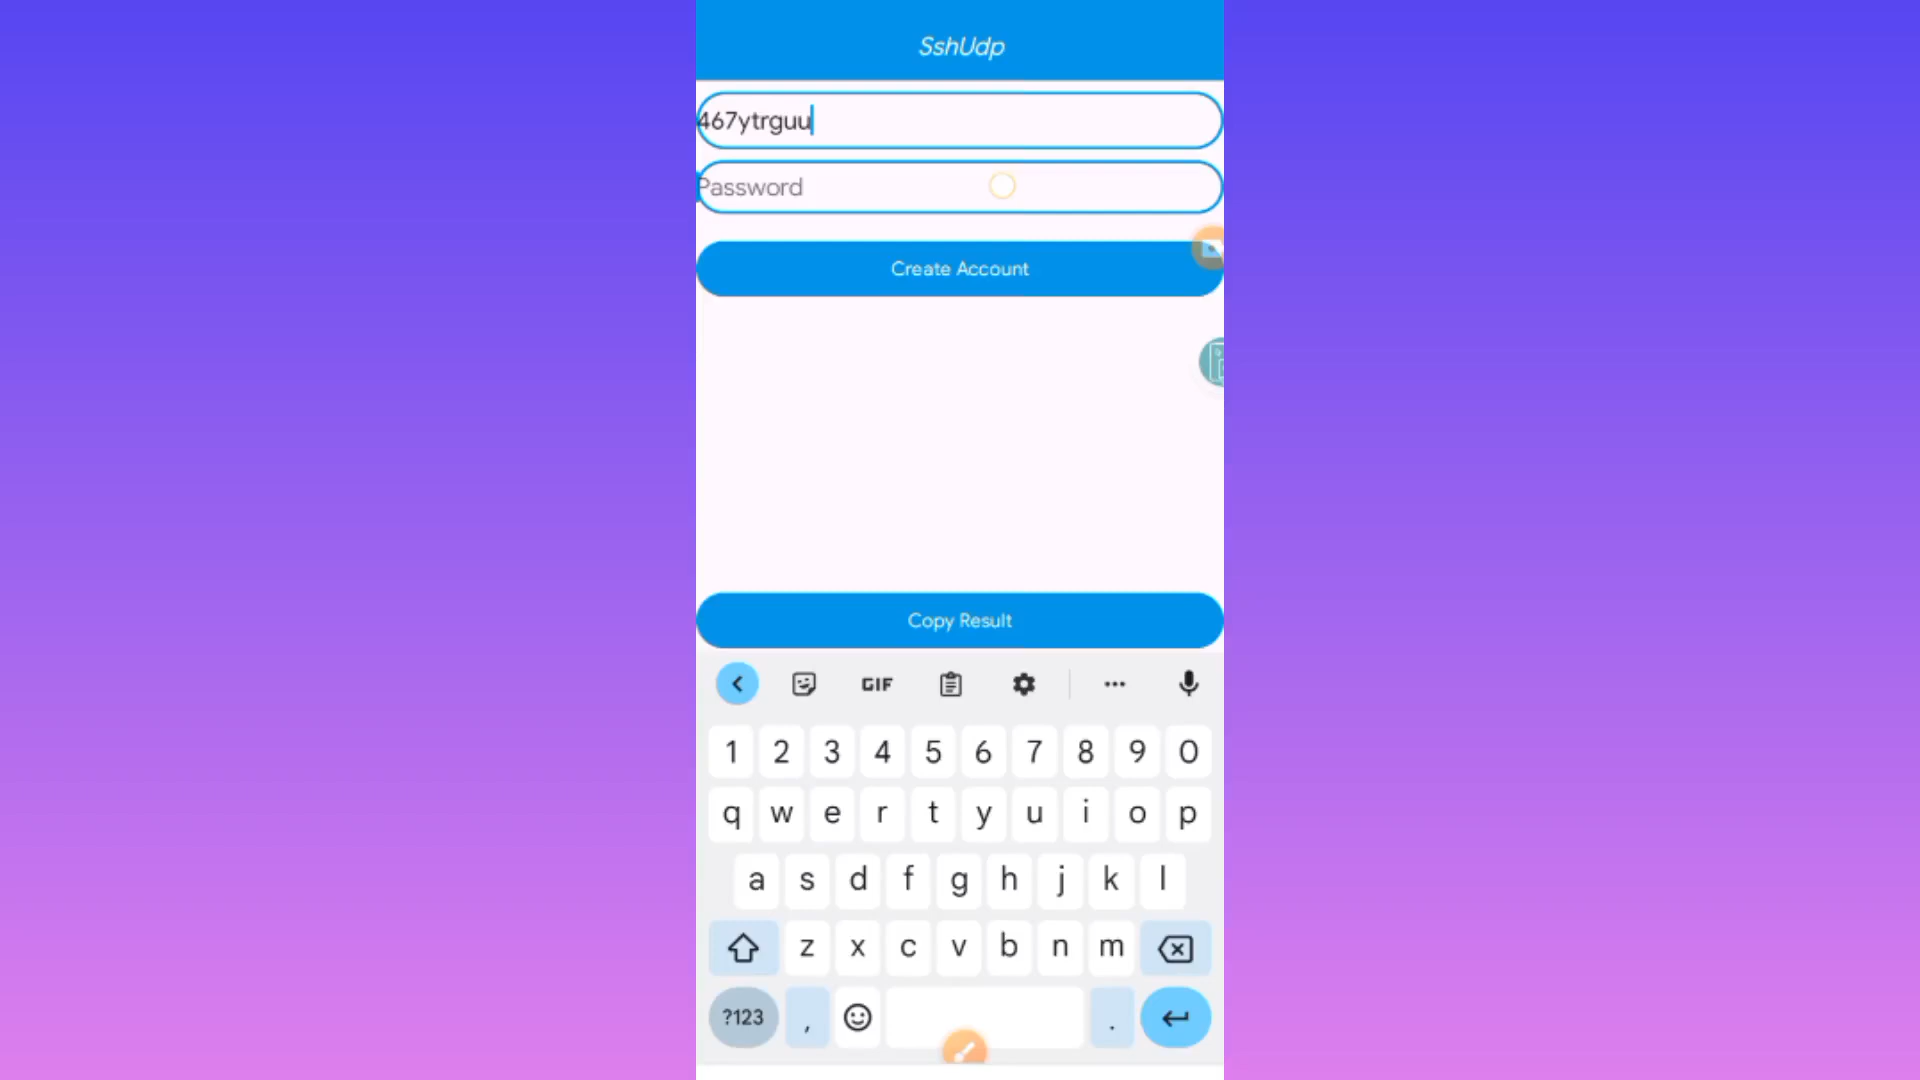 SshUdp
467ytrguu
Password
Create Account
Copy Result
GIF
1 2 3 4 5 6 7 8 9 0
q w e r t y u i o p
a s d f g h j k l
z x c v b n m
?123 , .